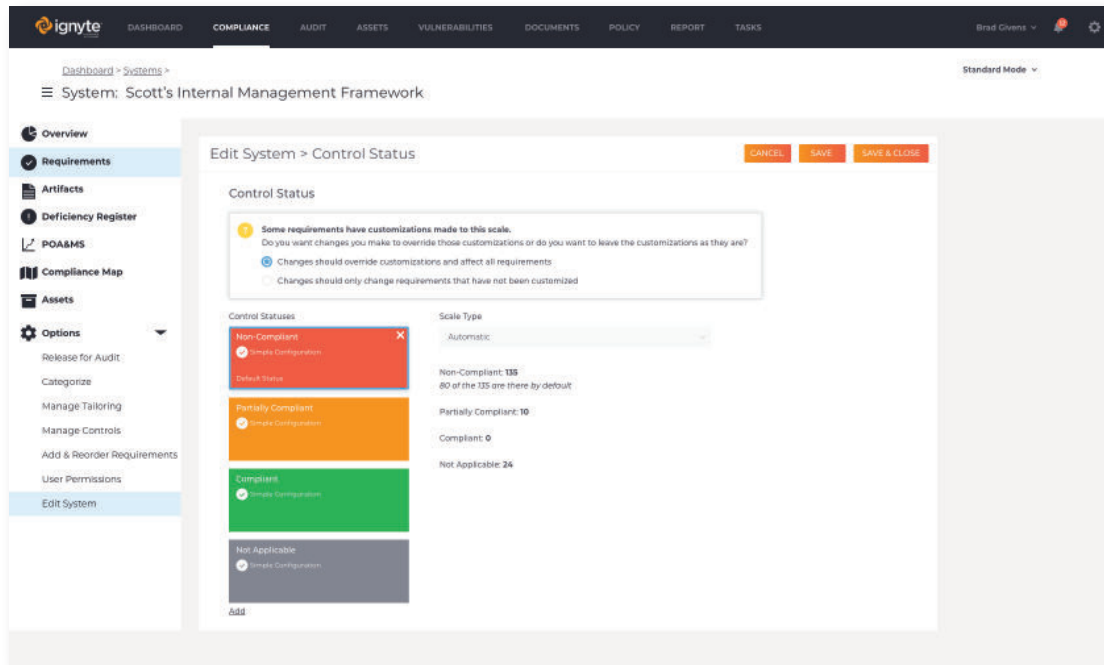 ignyte DASHBOARD COMPLIANCE AUDIT ASSETS VULNERABILITIES DOCUMENTS POLICY REPORT TASKS Brad Givens
Dashboard > Systems >
Standard Mode
System: Scott's Internal Management Framework
Overview
Requirements
Artifacts
Deficiency Register
POA&MS
Compliance Map
Assets
Options
Release for Audit
Categorize
Manage Tailoring
Manage Controls
Add & Reorder Requirements
User Permissions
Edit System
Edit System > Control Status
CANCEL SAVE SAVE & CLOSE
Control Status
Some requirements have customizations made to this scale.
Do you want changes you make to override those customizations or do you want to leave the customizations as they are?
Changes should override customizations and affect all requirements
Changes should only change requirements that have not been customized
Control Statuses
Non-Compliant
Simple Configuration
Default Status
Partially Compliant
Simple Configuration
Compliant
Simple Configuration
Not Applicable
Simple Configuration
Add
Scale Type
Automatic
Non-Compliant: 135
80 of the 135 are there by default
Partially Compliant: 10
Compliant: 0
Not Applicable: 24